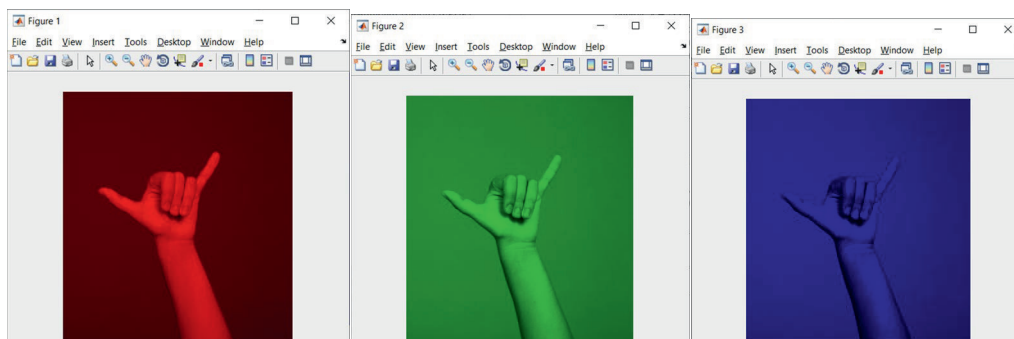 Figure 1
File Edit View Insert Tools Desktop Window Help
Figure 2
File Edit View Insert Tools Desktop Window Help
Figure 3
File Edit View Insert Tools Desktop Window Help